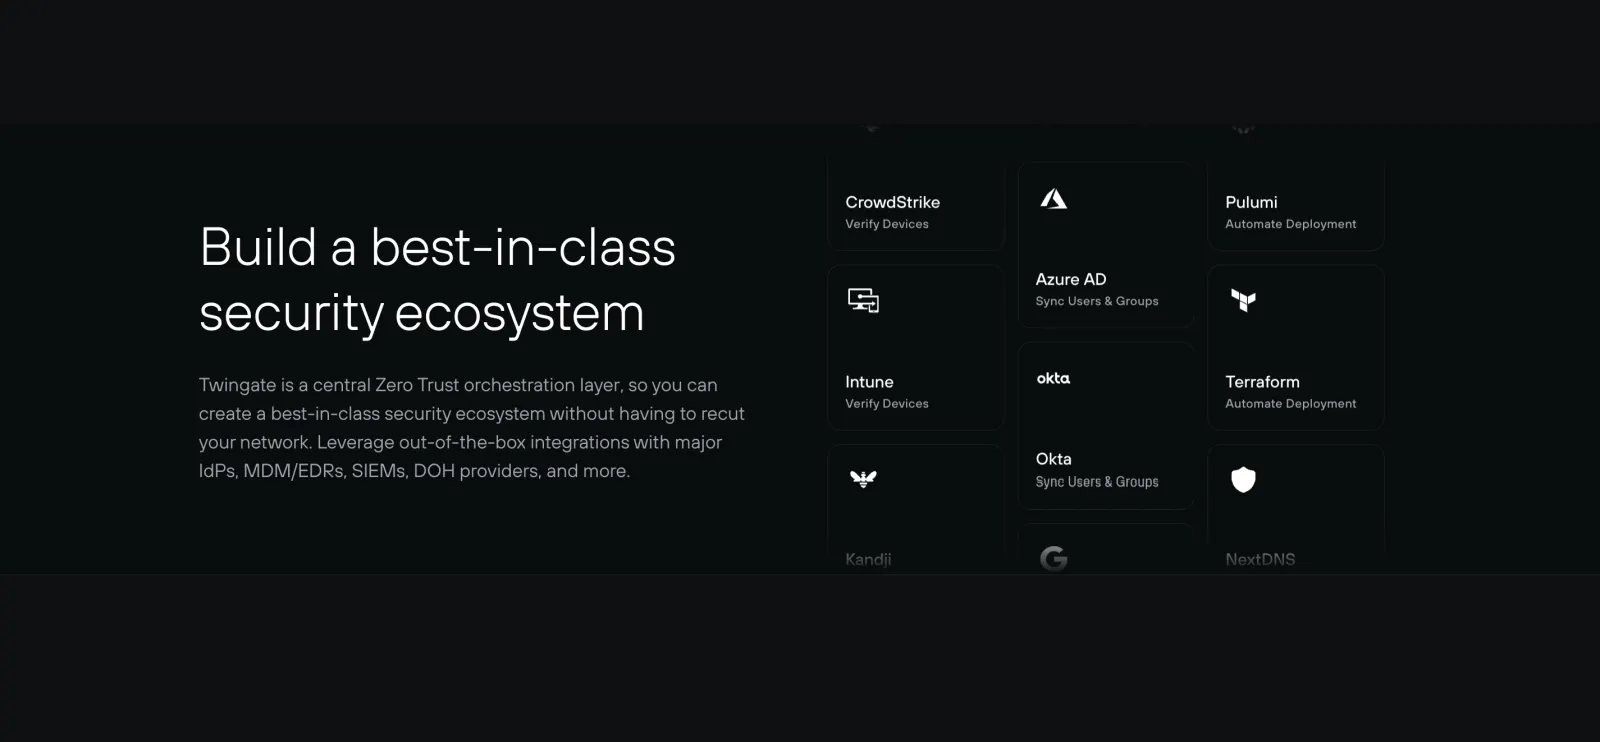 Build a best-in-class
security ecosystem
Twingate is a central Zero Trust orchestration layer, so you can
create a best-in-class security ecosystem without having to recut
your network. Leverage out-of-the-box integrations with major
IdPs, MDM/EDRs, SIEMs, DOH providers, and more.
CrowdStrike
Verify Devices
Intune
Verify Devices
Kandji
Azure AD
Sync Users & Groups
okta
Okta
Sync Users & Groups
G
Pulumi
Automate Deployment
Terraform
Automate Deployment
NextDNS